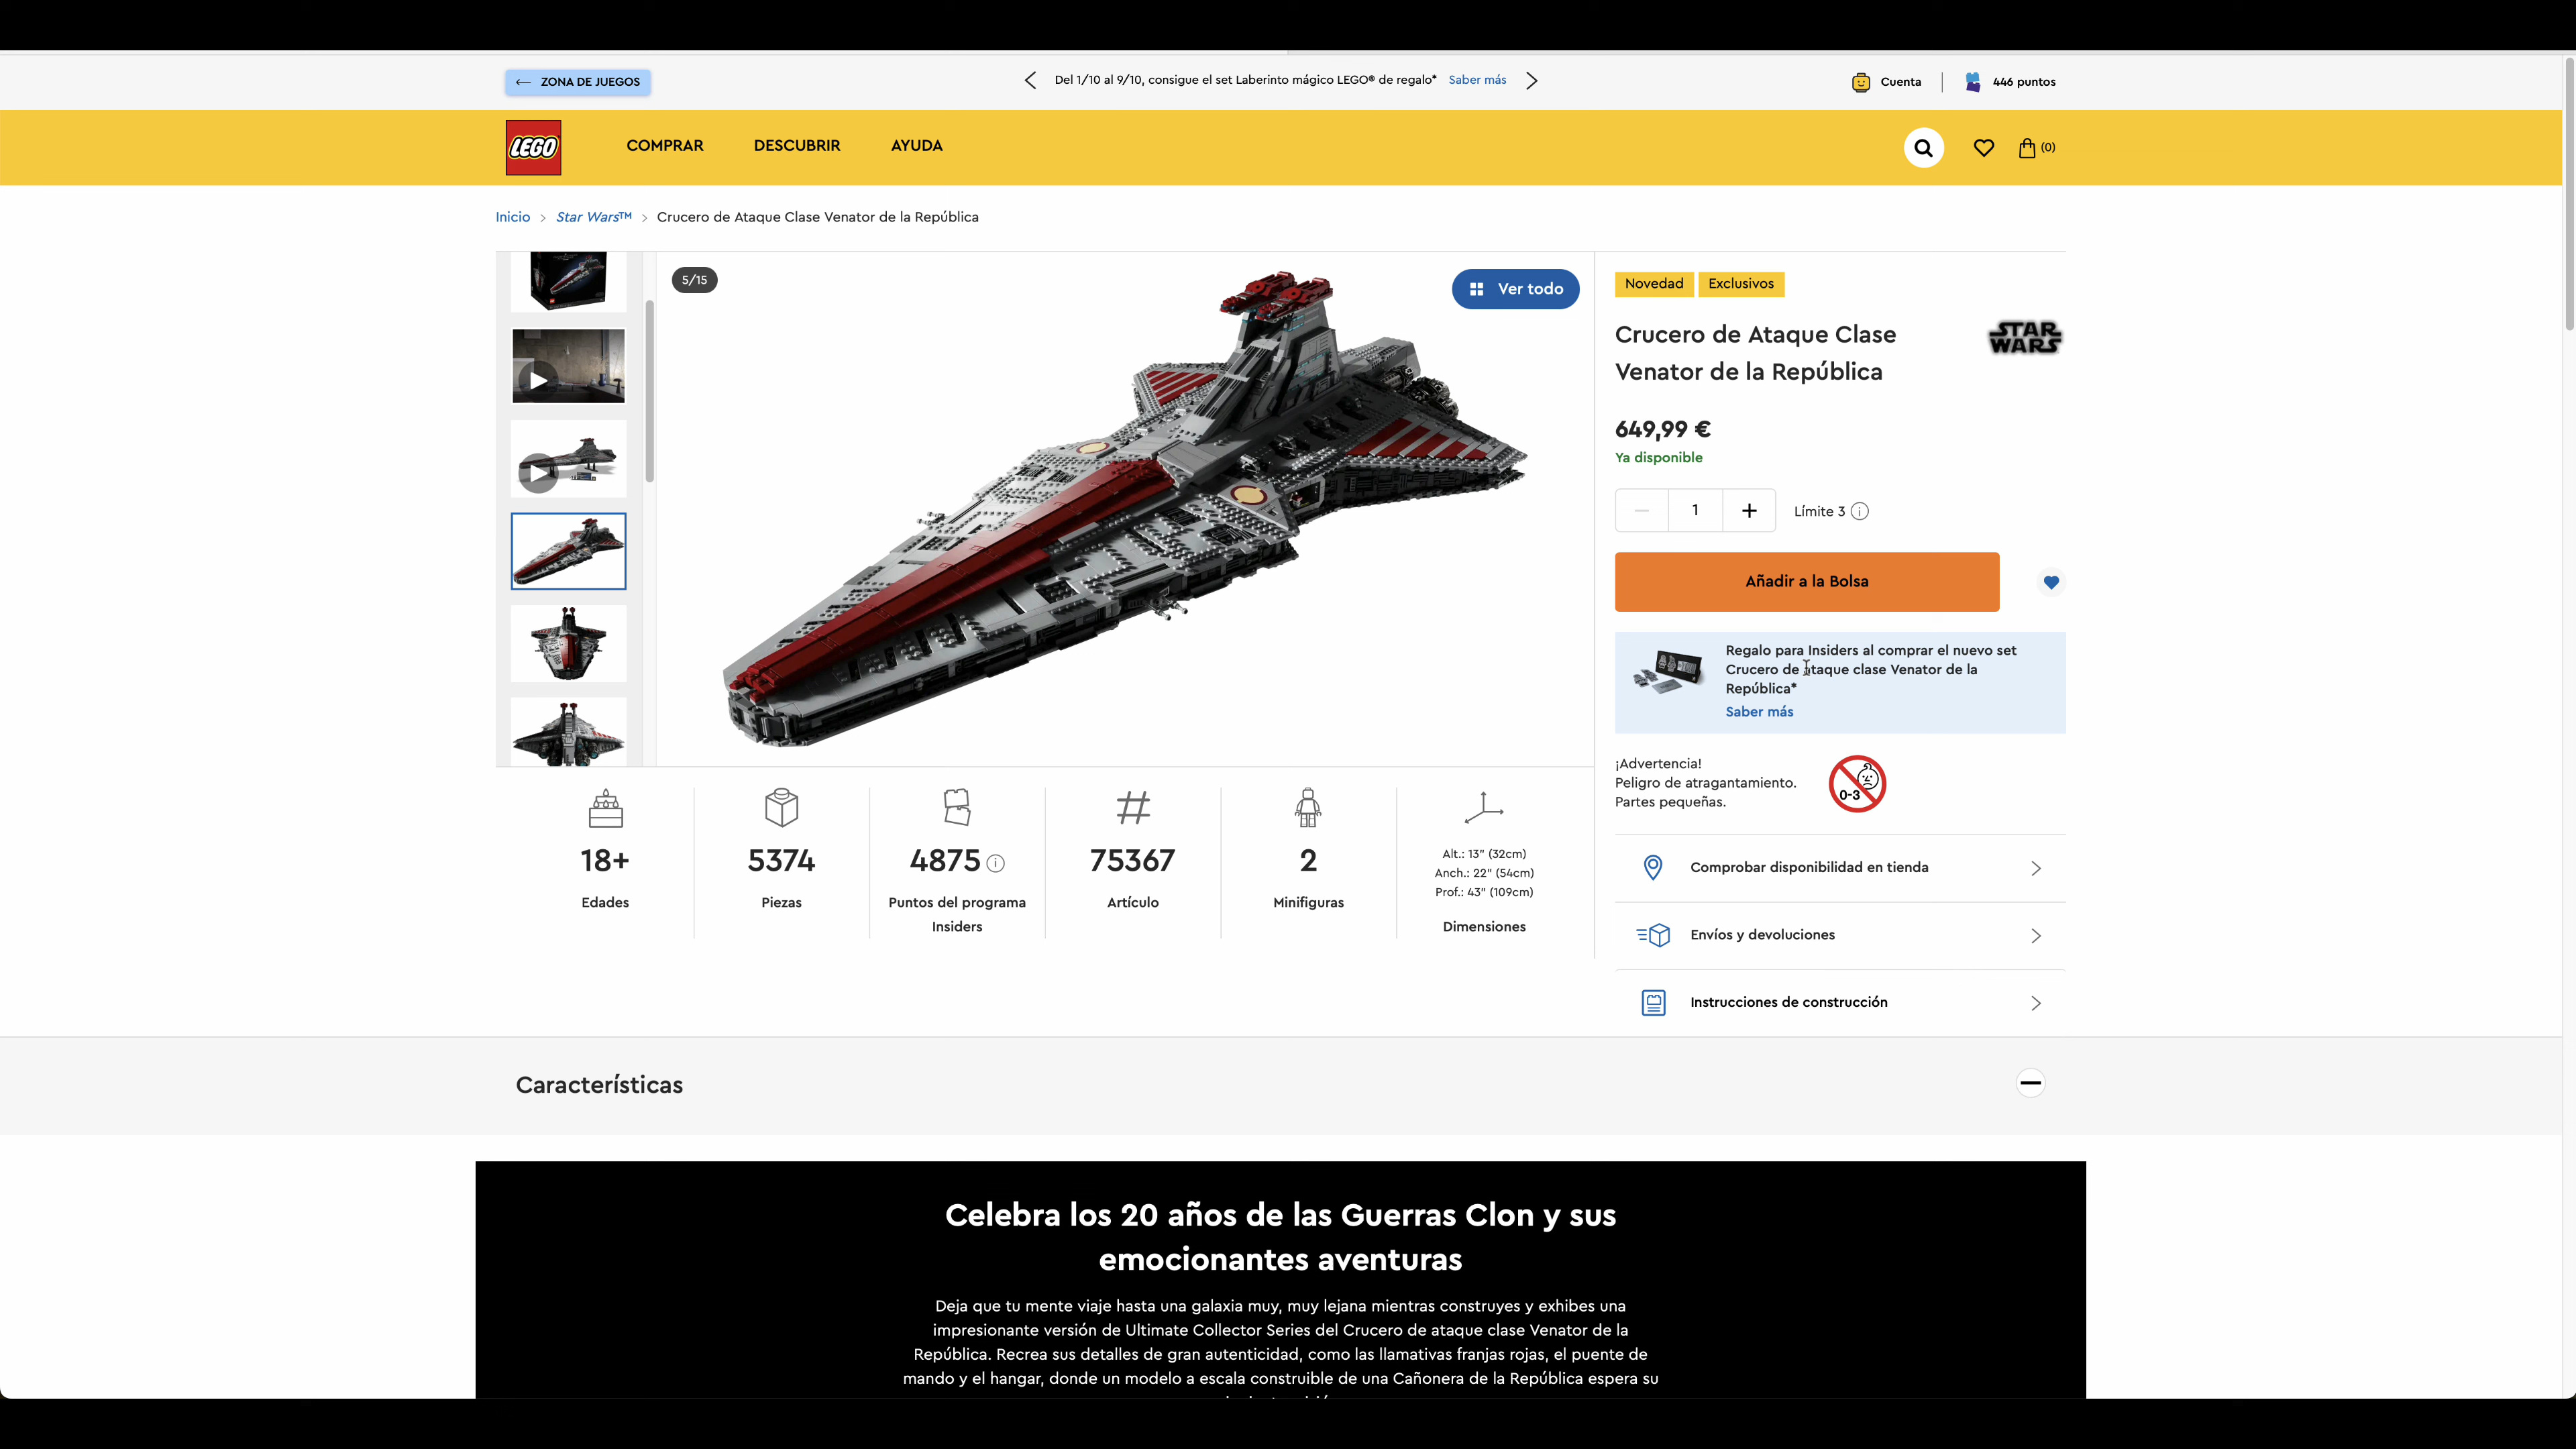 ZONA DE JUEGOS
Del 1/10 al 9/10, consigue el set Laberinto mágico LEGO® de regalo* Saber más
Cuenta
446 puntos
LEGO
COMPRAR
DESCUBRIR
AYUDA
(0)
Inicio > Star Wars™ > Crucero de Ataque Clase Venator de la República
5/15
Ver todo
Novedad
Exclusivos
Crucero de Ataque Clase
Venator de la República
STAR
WARS
649,99 €
Ya disponible
1
Límite 3
Añadir a la Bolsa
Regalo para Insiders al comprar el nuevo set
Crucero de ataque clase Venator de la
República*
Saber más
¡Advertencia!
Peligro de atragantamiento.
Partes pequeñas.
0-3
18+
Edades
5374
Piezas
4875
Puntos del programa
Insiders
75367
Artículo
2
Minifiguras
Alt.: 13" (32cm)
Anch.: 22" (54cm)
Prof.: 43" (109cm)
Dimensiones
Comprobar disponibilidad en tienda
Envíos y devoluciones
Instrucciones de construcción
Características
Celebra los 20 años de las Guerras Clon y sus
emocionantes aventuras
Deja que tu mente viaje hasta una galaxia muy, muy lejana mientras construyes y exhibes una
impresionante versión de Ultimate Collector Series del Crucero de ataque clase Venator de la
República. Recrea sus detalles de gran autenticidad, como las llamativas franjas rojas, el puente de
mando y el hangar, donde un modelo a escala construible de una Cañonera de la República espera su